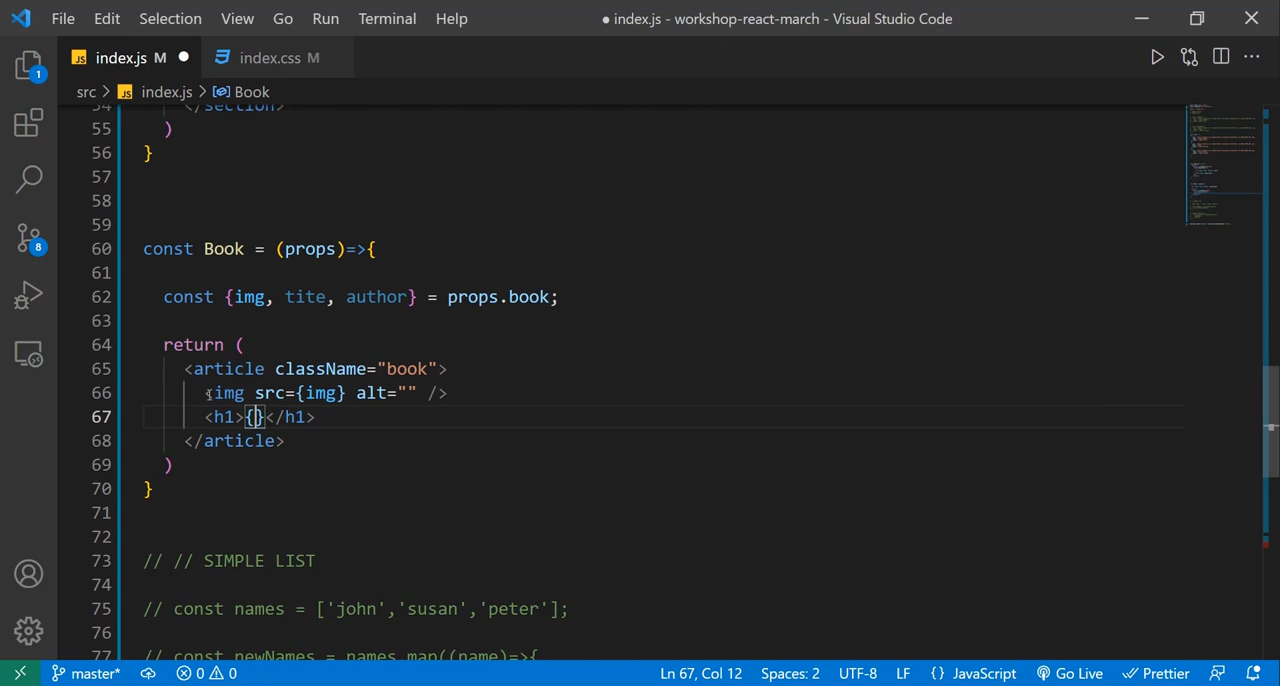 File Edit Selection View Go Run Terminal Help ● index.js - workshop-react-march - Visual Studio Code
JS index.js M ● index.css M
src > JS index.js > Book
1
8
54 </section>
55 )
56 }
57
58
59
60 const Book = (props)=>{
61
62 const {img, tite, author} = props.book;
63
64 return (
65 <article className="book">
66 <img src={img} alt="" />
67 <h1>{}</h1>
68 </article>
69 )
70 }
71
72
73 // // SIMPLE LIST
74
75 // const names = ['john','susan','peter'];
76
77 // const newNames = names.map((name)=>{
master* 0 0 Ln 67, Col 12 Spaces: 2 UTF-8 LF {} JavaScript Go Live Prettier